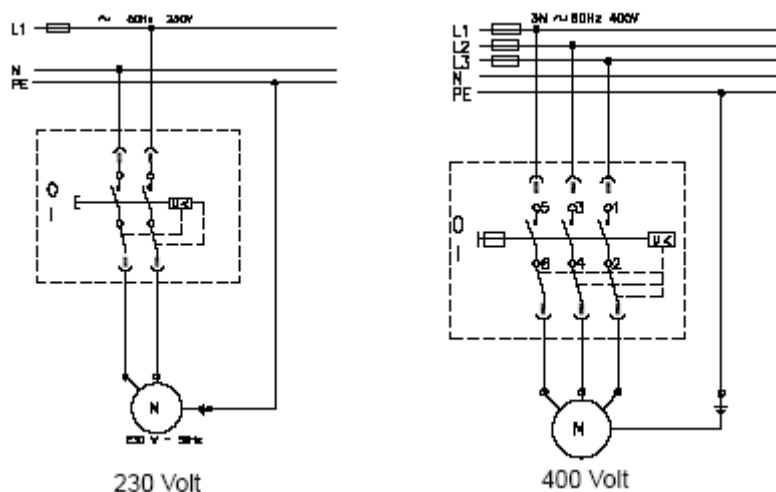 ~ 50Hz 230V
L1
N
PE
0
I
U<
N
230 V - 50Hz
230 Volt
3N ~ 50Hz 400V
L1
L2
L3
N
PE
5 3 1
0
I
U<
6 4 2
M
400 Volt